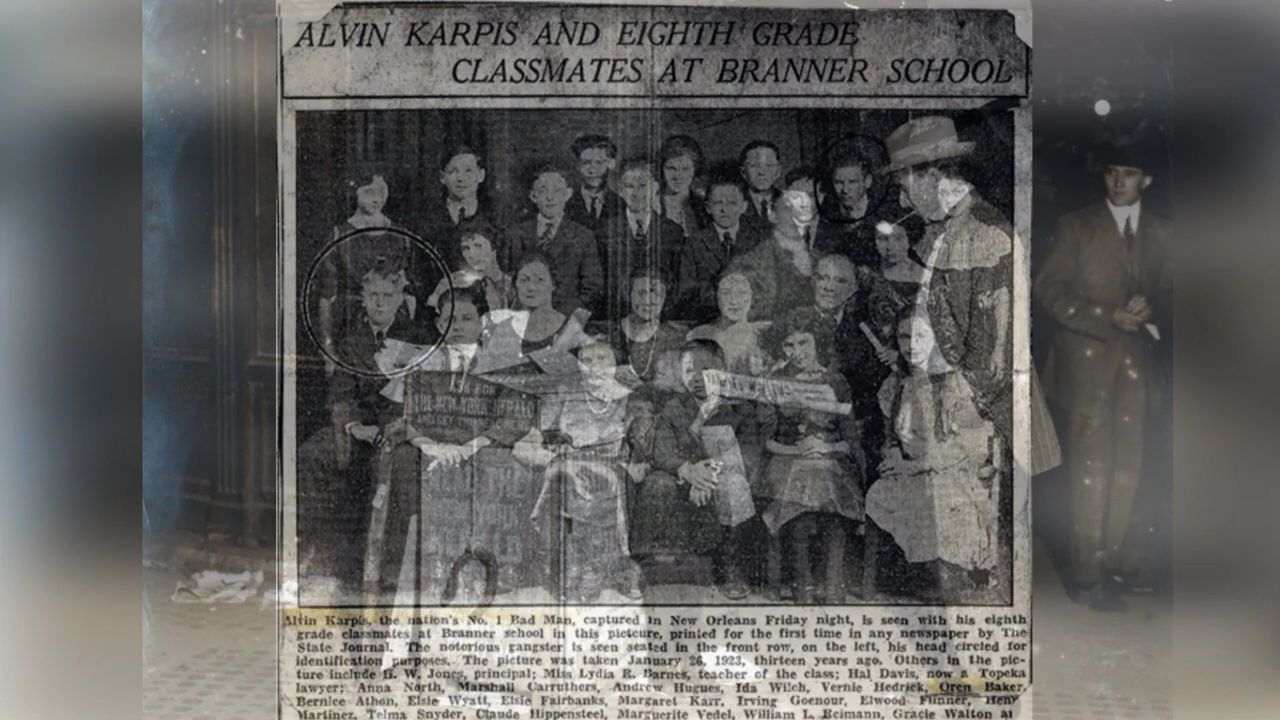 ALVIN KARPIS AND EIGHTH GRADE
CLASSMATES AT BRANNER SCHOOL
THE NEW YORK HERALD
Alvin Karpis, the nation's No. 1 Bad Man, captured in New Orleans Friday night, is seen with his eighth
grade classmates at Branner school in this picture, printed for the first time in any newspaper by The
State Journal. The notorious gangster is seen seated in the front row, on the left, his head circled for
identification purposes. The picture was taken January 26, 1923, thirteen years ago. Others in the pic-
ture include H. W. Jones, principal; Miss Lydia R. Barnes, teacher of the class; Hal Davis, now a Topeka
lawyer; Anna North, Marshall Carruthers, Andrew Hugues, Ida Wilch, Vernie Hedrick, Oren Baker,
Bernice Athon, Elsie Wyatt, Elsie Fairbanks, Margaret Karr, Irving Goenour, Elwood Flinner, Heny
Martinez, Telma Snyder, Claude Hippensteel, Marguerite Vedel, William L. Reimann, Gracie Walton